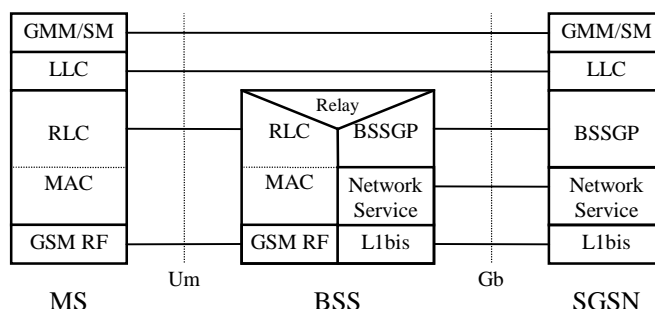 GMM/SM
GMM/SM
LLC
LLC
Relay
RLC
RLC
BSSGP
BSSGP
MAC
MAC
Network
Service
Network
Service
GSM RF
GSM RF
L1bis
L1bis
Um
Gb
MS
BSS
SGSN